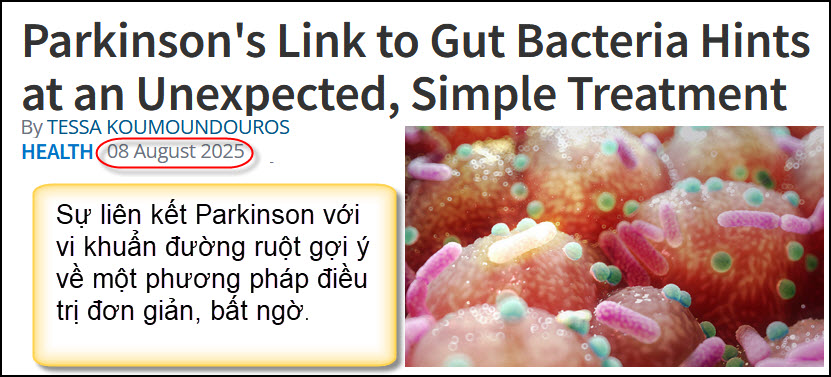 Parkinson's Link to Gut Bacteria Hints
at an Unexpected, Simple Treatment
By TESSA KOUMOUNDOUROS
HEALTH 08 August 2025
Sự liên kết Parkinson với
vi khuẩn đường ruột gợi ý
về một phương pháp điều
trị đơn giản, bất ngờ.